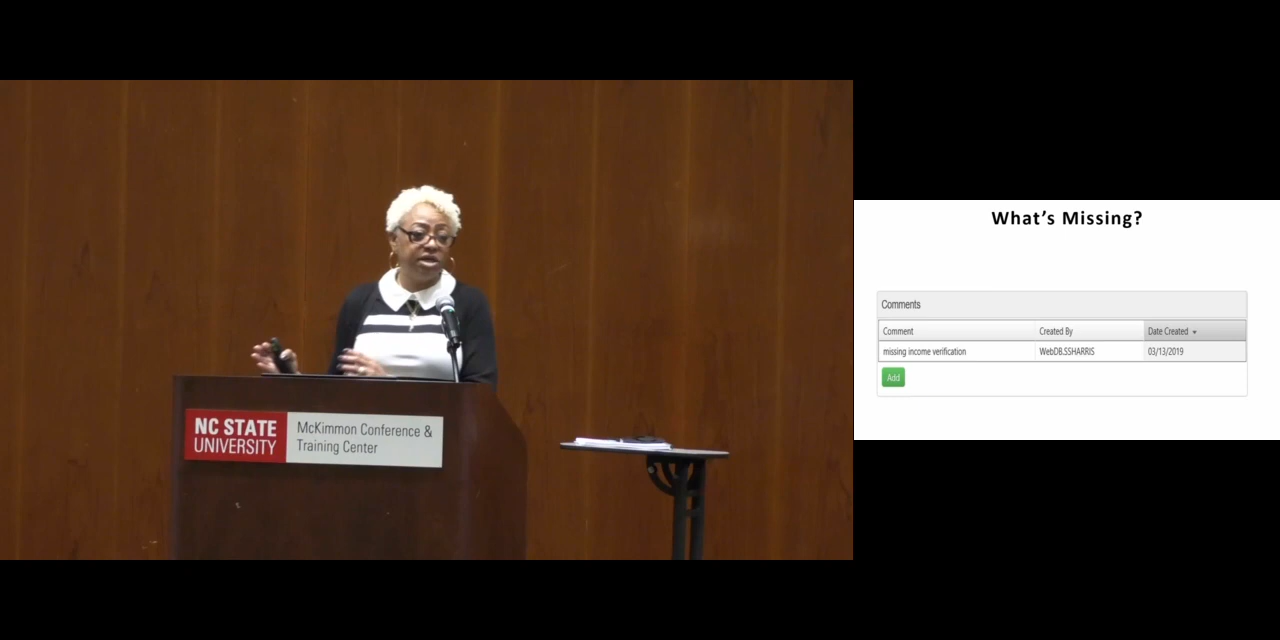 NC STATE
UNIVERSITY
McKimmon Conference &
Training Center
What's Missing?
Comments
Comment Created By Date Created
missing income verification WebDB.SSHARRIS 03/13/2019
Add